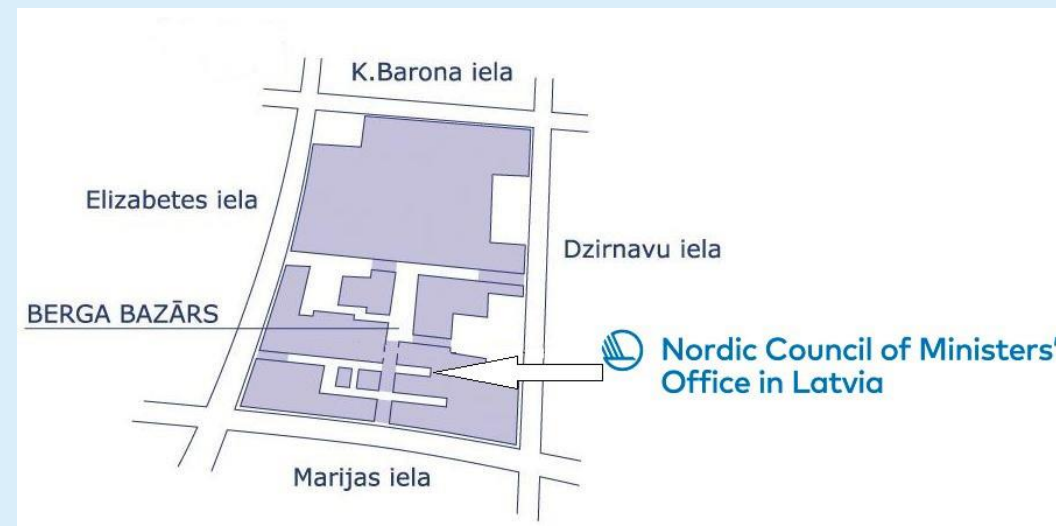 K.Barona iela
Elizabetes iela
Dzirnavu iela
BERGA BAZĀRS
Nordic Council of Ministers'
Office in Latvia
Marijas iela